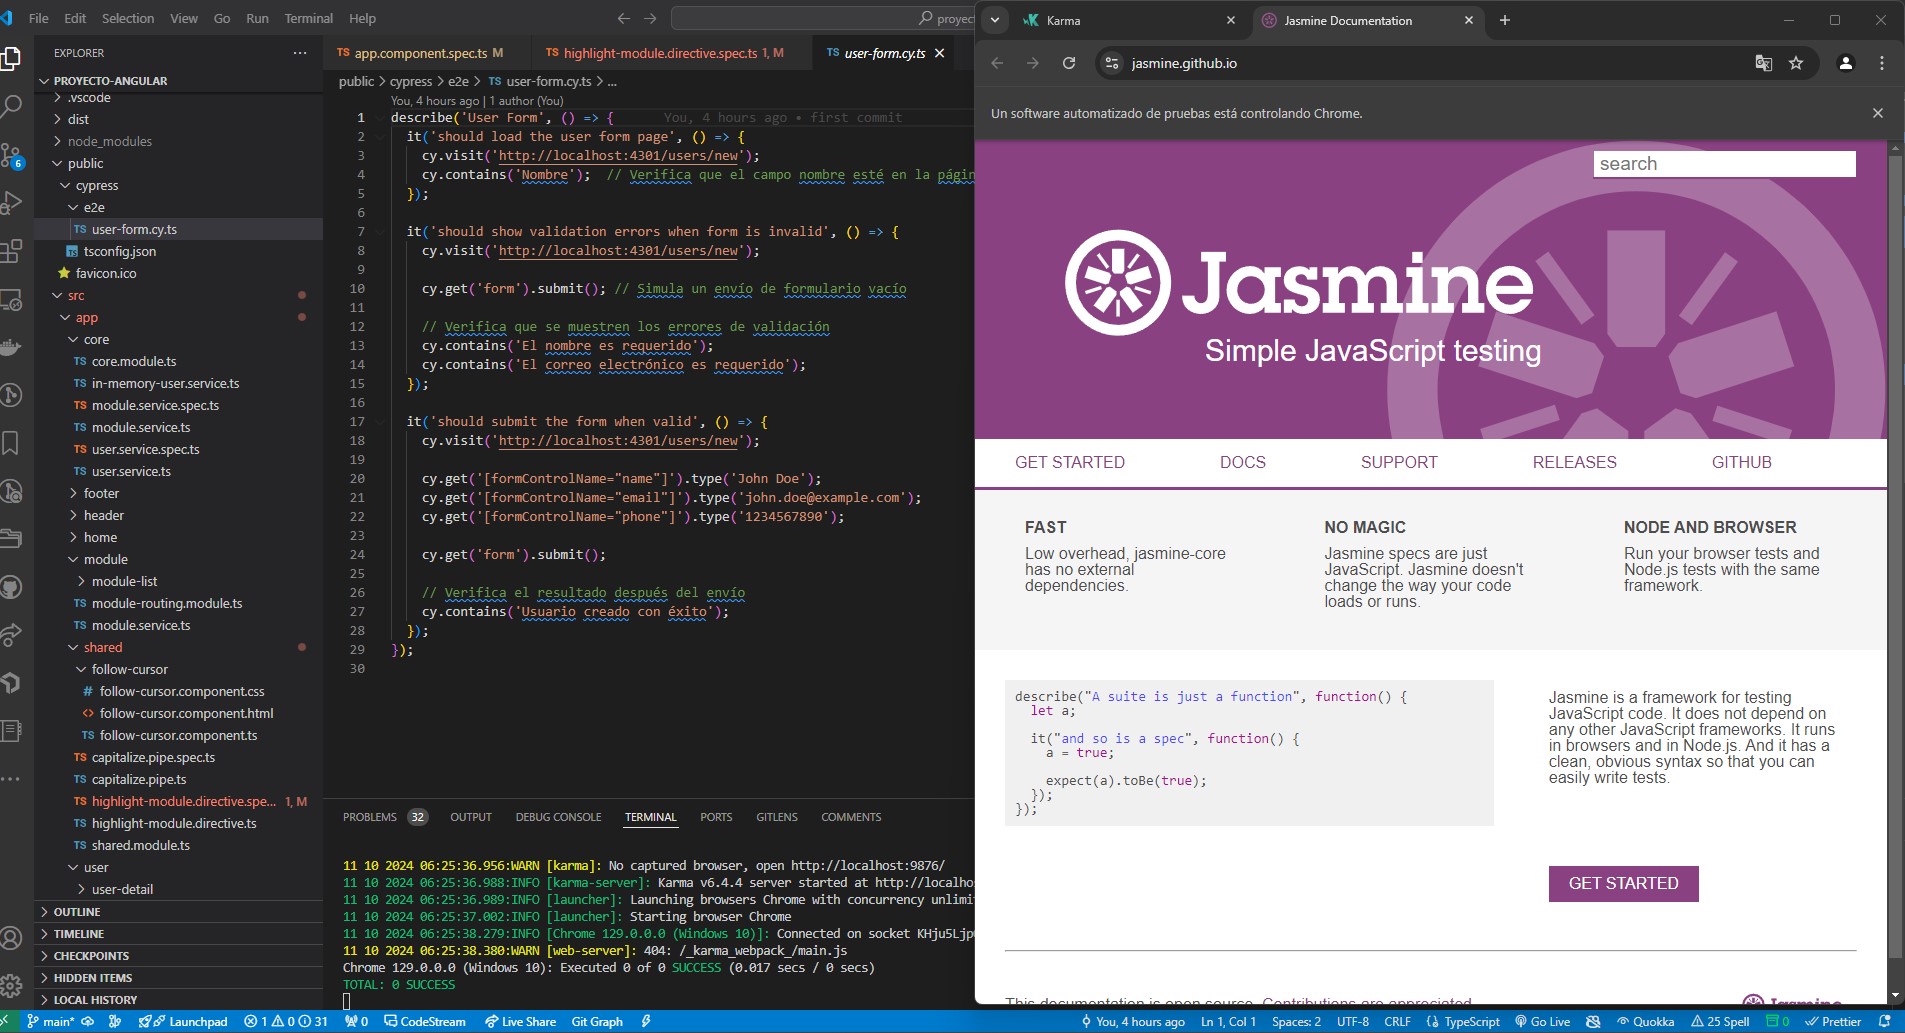 File Edit Selection View Go Run Terminal Help
proyec
EXPLORER
PROYECTO-ANGULAR
.vscode
dist
node_modules
public
cypress
e2e
TS user-form.cy.ts
tsconfig.json
favicon.ico
src
app
core
TS core.module.ts
TS in-memory-user.service.ts
TS module.service.spec.ts
TS module.service.ts
TS user.service.spec.ts
TS user.service.ts
footer
header
home
module
module-list
TS module-routing.module.ts
TS module.service.ts
shared
follow-cursor
# follow-cursor.component.css
<> follow-cursor.component.html
TS follow-cursor.component.ts
TS capitalize.pipe.spec.ts
TS capitalize.pipe.ts
TS highlight-module.directive.spe... 1, M
TS highlight-module.directive.ts
TS shared.module.ts
user
user-detail
OUTLINE
TIMELINE
CHECKPOINTS
HIDDEN ITEMS
LOCAL HISTORY
6
TS app.component.spec.ts M
TS highlight-module.directive.spec.ts 1, M
TS user-form.cy.ts
public > cypress > e2e > TS user-form.cy.ts > ...
You, 4 hours ago | 1 author (You)
1 describe('User Form', () => { You, 4 hours ago • first commit
2 it('should load the user form page', () => {
3 cy.visit('http://localhost:4301/users/new');
4 cy.contains('Nombre'); // Verifica que el campo nombre esté en la págin
5 });
6
7 it('should show validation errors when form is invalid', () => {
8 cy.visit('http://localhost:4301/users/new');
9
10 cy.get('form').submit(); // Simula un envío de formulario vacío
11
12 // Verifica que se muestren los errores de validación
13 cy.contains('El nombre es requerido');
14 cy.contains('El correo electrónico es requerido');
15 });
16
17 it('should submit the form when valid', () => {
18 cy.visit('http://localhost:4301/users/new');
19
20 cy.get('[formControlName="name"]').type('John Doe');
21 cy.get('[formControlName="email"]').type('john.doe@example.com');
22 cy.get('[formControlName="phone"]').type('1234567890');
23
24 cy.get('form').submit();
25
26 // Verifica el resultado después del envío
27 cy.contains('Usuario creado con éxito');
28 });
29 });
30
PROBLEMS 32 OUTPUT DEBUG CONSOLE TERMINAL PORTS GITLENS COMMENTS
11 10 2024 06:25:36.956:WARN [karma]: No captured browser, open http://localhost:9876/
11 10 2024 06:25:36.988:INFO [karma-server]: Karma v6.4.4 server started at http://localho
11 10 2024 06:25:36.989:INFO [launcher]: Launching browsers Chrome with concurrency unlimi
11 10 2024 06:25:37.002:INFO [launcher]: Starting browser Chrome
11 10 2024 06:25:38.279:INFO [Chrome 129.0.0.0 (Windows 10)]: Connected on socket KHju5Ljp
11 10 2024 06:25:38.380:WARN [web-server]: 404: /_karma_webpack_/main.js
Chrome 129.0.0.0 (Windows 10): Executed 0 of 0 SUCCESS (0.017 secs / 0 secs)
TOTAL: 0 SUCCESS
Karma
Jasmine Documentation
jasmine.github.io
Un software automatizado de pruebas está controlando Chrome.
search
Jasmine
Simple JavaScript testing
GET STARTED DOCS SUPPORT RELEASES GITHUB
FAST
Low overhead, jasmine-core
has no external
dependencies.
NO MAGIC
Jasmine specs are just
JavaScript. Jasmine doesn't
change the way your code
loads or runs.
NODE AND BROWSER
Run your browser tests and
Node.js tests with the same
framework.
describe("A suite is just a function", function() {
let a;
it("and so is a spec", function() {
a = true;
expect(a).toBe(true);
});
});
Jasmine is a framework for testing
JavaScript code. It does not depend on
any other JavaScript frameworks. It runs
in browsers and in Node.js. And it has a
clean, obvious syntax so that you can
easily write tests.
GET STARTED
This documentation is open source. Contributions are appreciated
Jasmine
main* Launchpad 1 0 31 0 CodeStream Live Share Git Graph You, 4 hours ago Ln 1, Col 1 Spaces: 2 UTF-8 CRLF TypeScript Go Live Quokka 25 Spell 0 Prettier